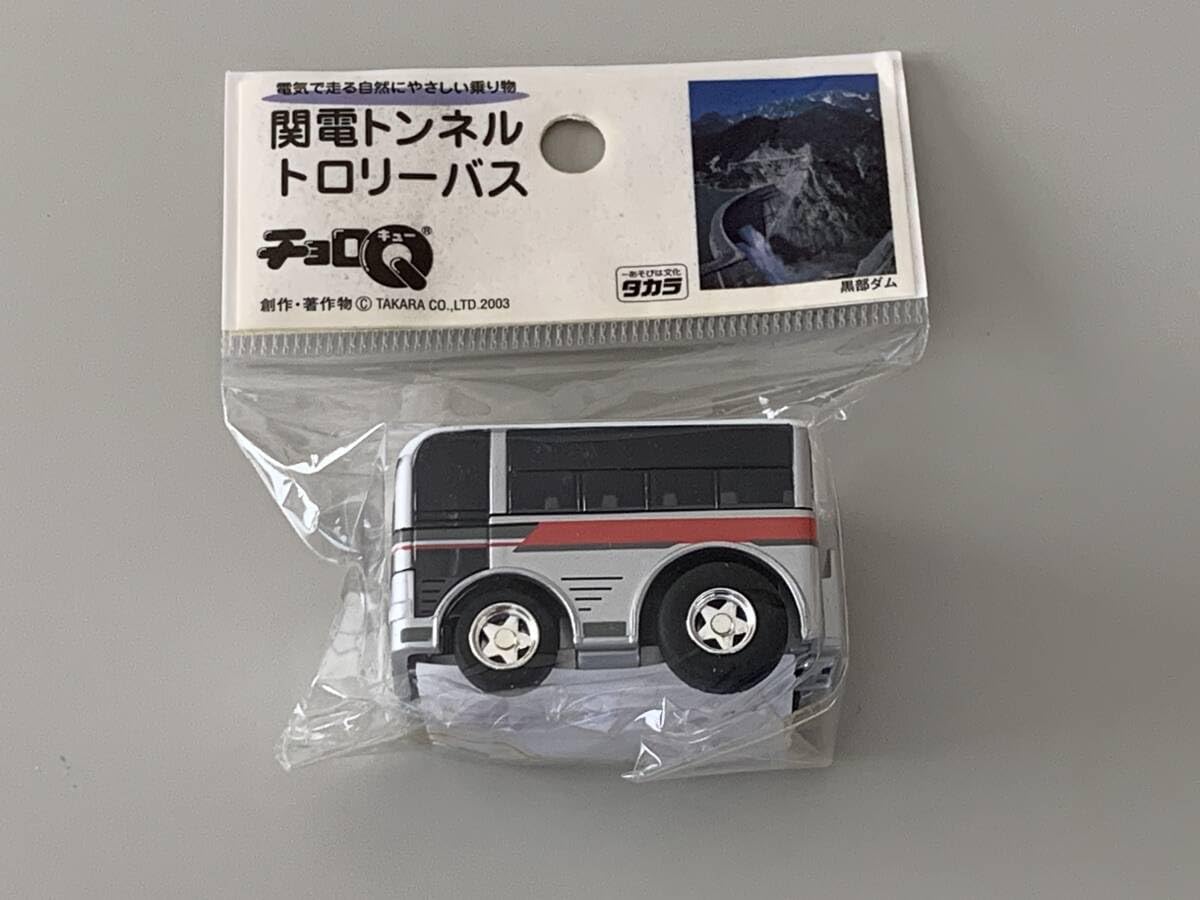 電気で走る自然にやさしい乗り物
関電トンネル
トロリーバス
チョロQ®
キュー
創作・著作物Ⓒ TAKARA CO.,LTD.2003
―あそびは文化
タカラ
黒部ダム